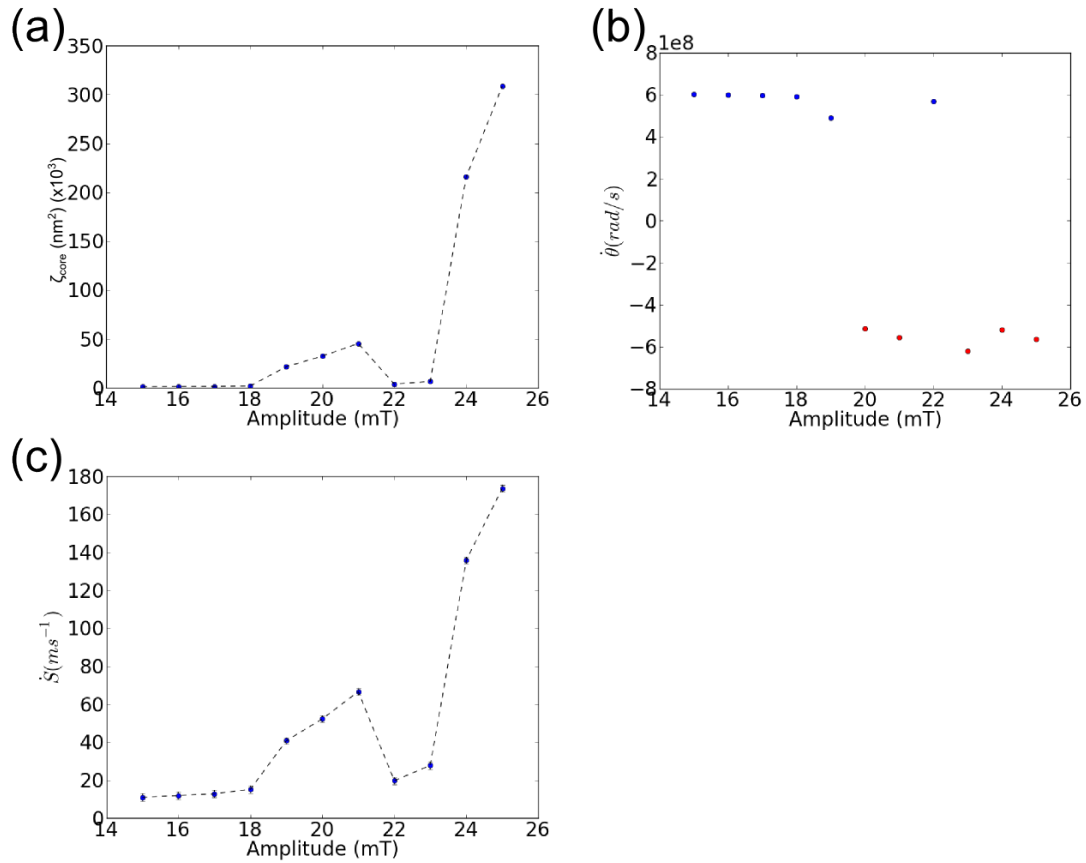 (a)
350
300
250
200
150
100
50
0
ζcore (nm²) (x10³)
14 16 18 20 22 24 26
Amplitude (mT)
(b)
1e8
8
6
4
2
0
−2
−4
−6
−8
θ̇(rad/s)
14 16 18 20 22 24 26
Amplitude (mT)
(c)
180
160
140
120
100
80
60
40
20
0
Ṡ(ms⁻¹)
14 16 18 20 22 24 26
Amplitude (mT)